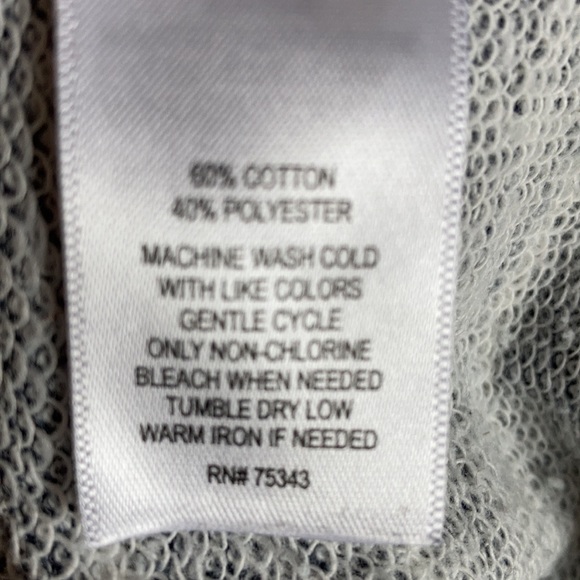 60% COTTON
40% POLYESTER
MACHINE WASH COLD
WITH LIKE COLORS
GENTLE CYCLE
ONLY NON-CHLORINE
BLEACH WHEN NEEDED
TUMBLE DRY LOW
WARM IRON IF NEEDED
RN# 75343